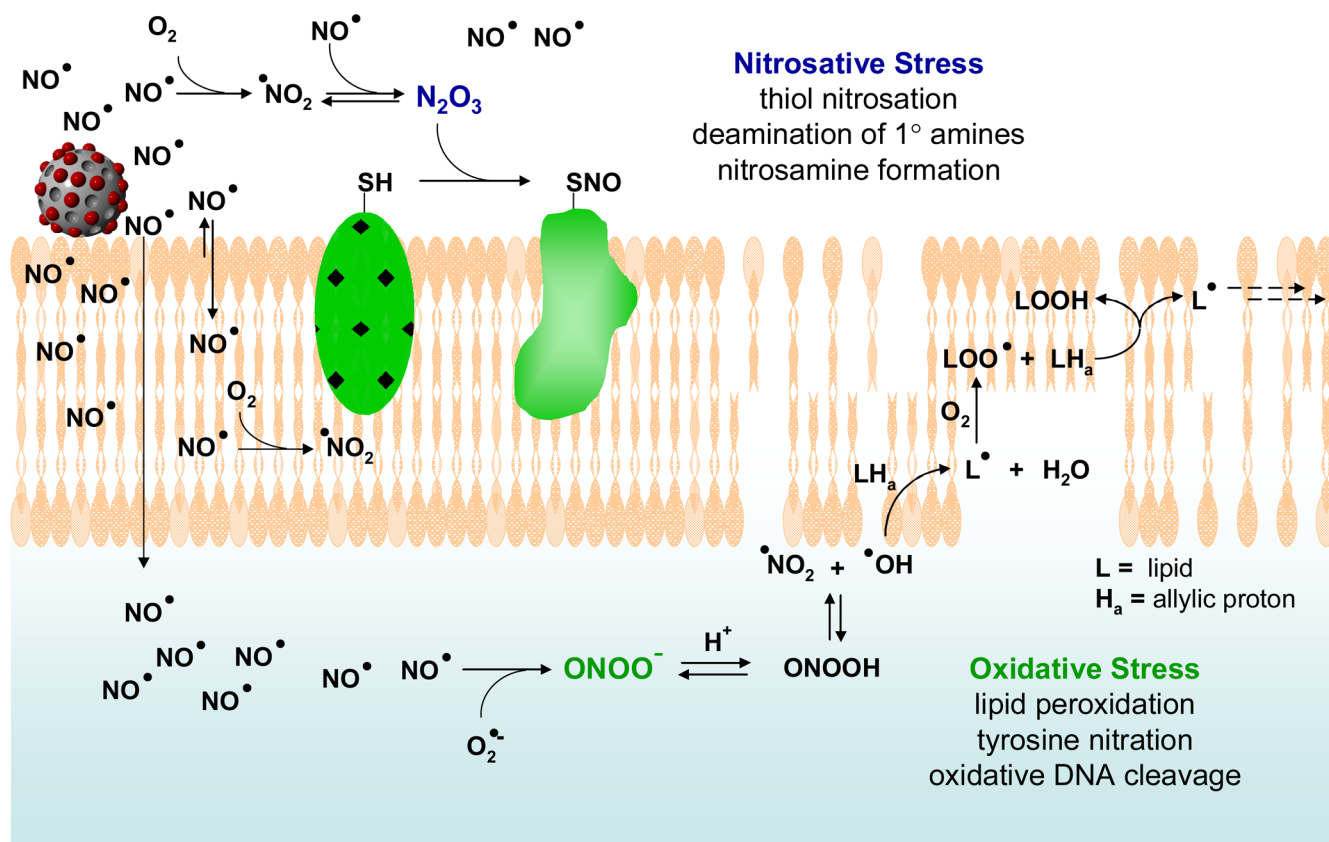 O₂
NO• NO• NO•
NO•
NO• •NO₂ N₂O₃
NO•
NO•
NO•
NO•
SH SNO
Nitrosative Stress
thiol nitrosation
deamination of 1° amines
nitrosamine formation
NO•
NO•
NO•
NO•
NO•
O₂
NO• •NO₂
LOOH L•
LOO• + LHₐ
O₂
LHₐ L• + H₂O
•NO₂ + •OH
L = lipid
Hₐ = allylic proton
NO•
NO• NO•
NO• NO•
NO• NO• ONOO⁻ H⁺ ONOOH
O₂•-
Oxidative Stress
lipid peroxidation
tyrosine nitration
oxidative DNA cleavage